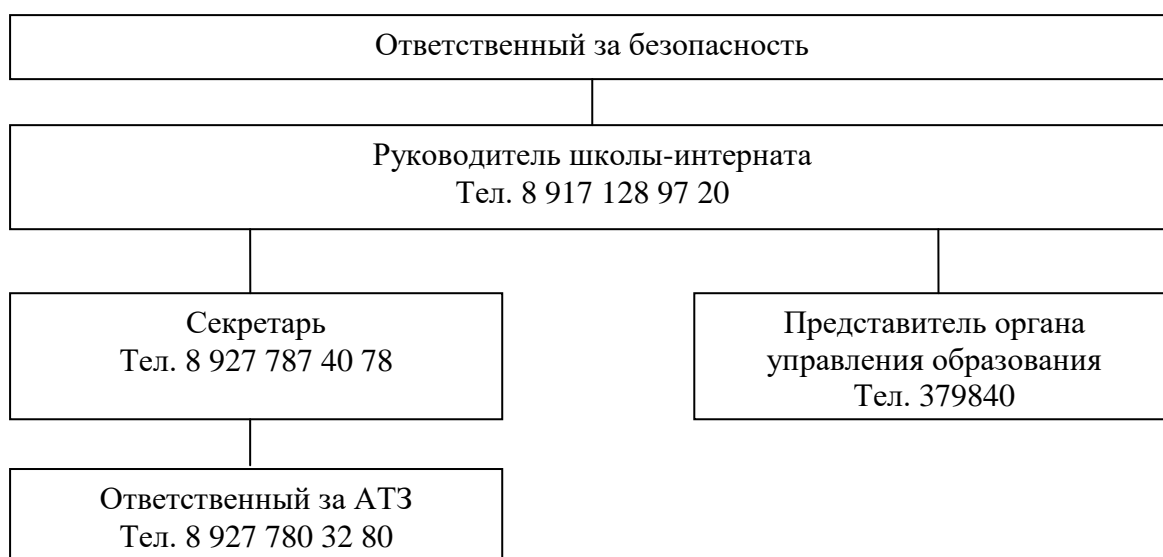 Ответственный за безопасность
Руководитель школы-интерната
Тел. 8 917 128 97 20
Секретарь
Тел. 8 927 787 40 78
Представитель органа
управления образования
Тел. 379840
Ответственный за АТЗ
Тел. 8 927 780 32 80